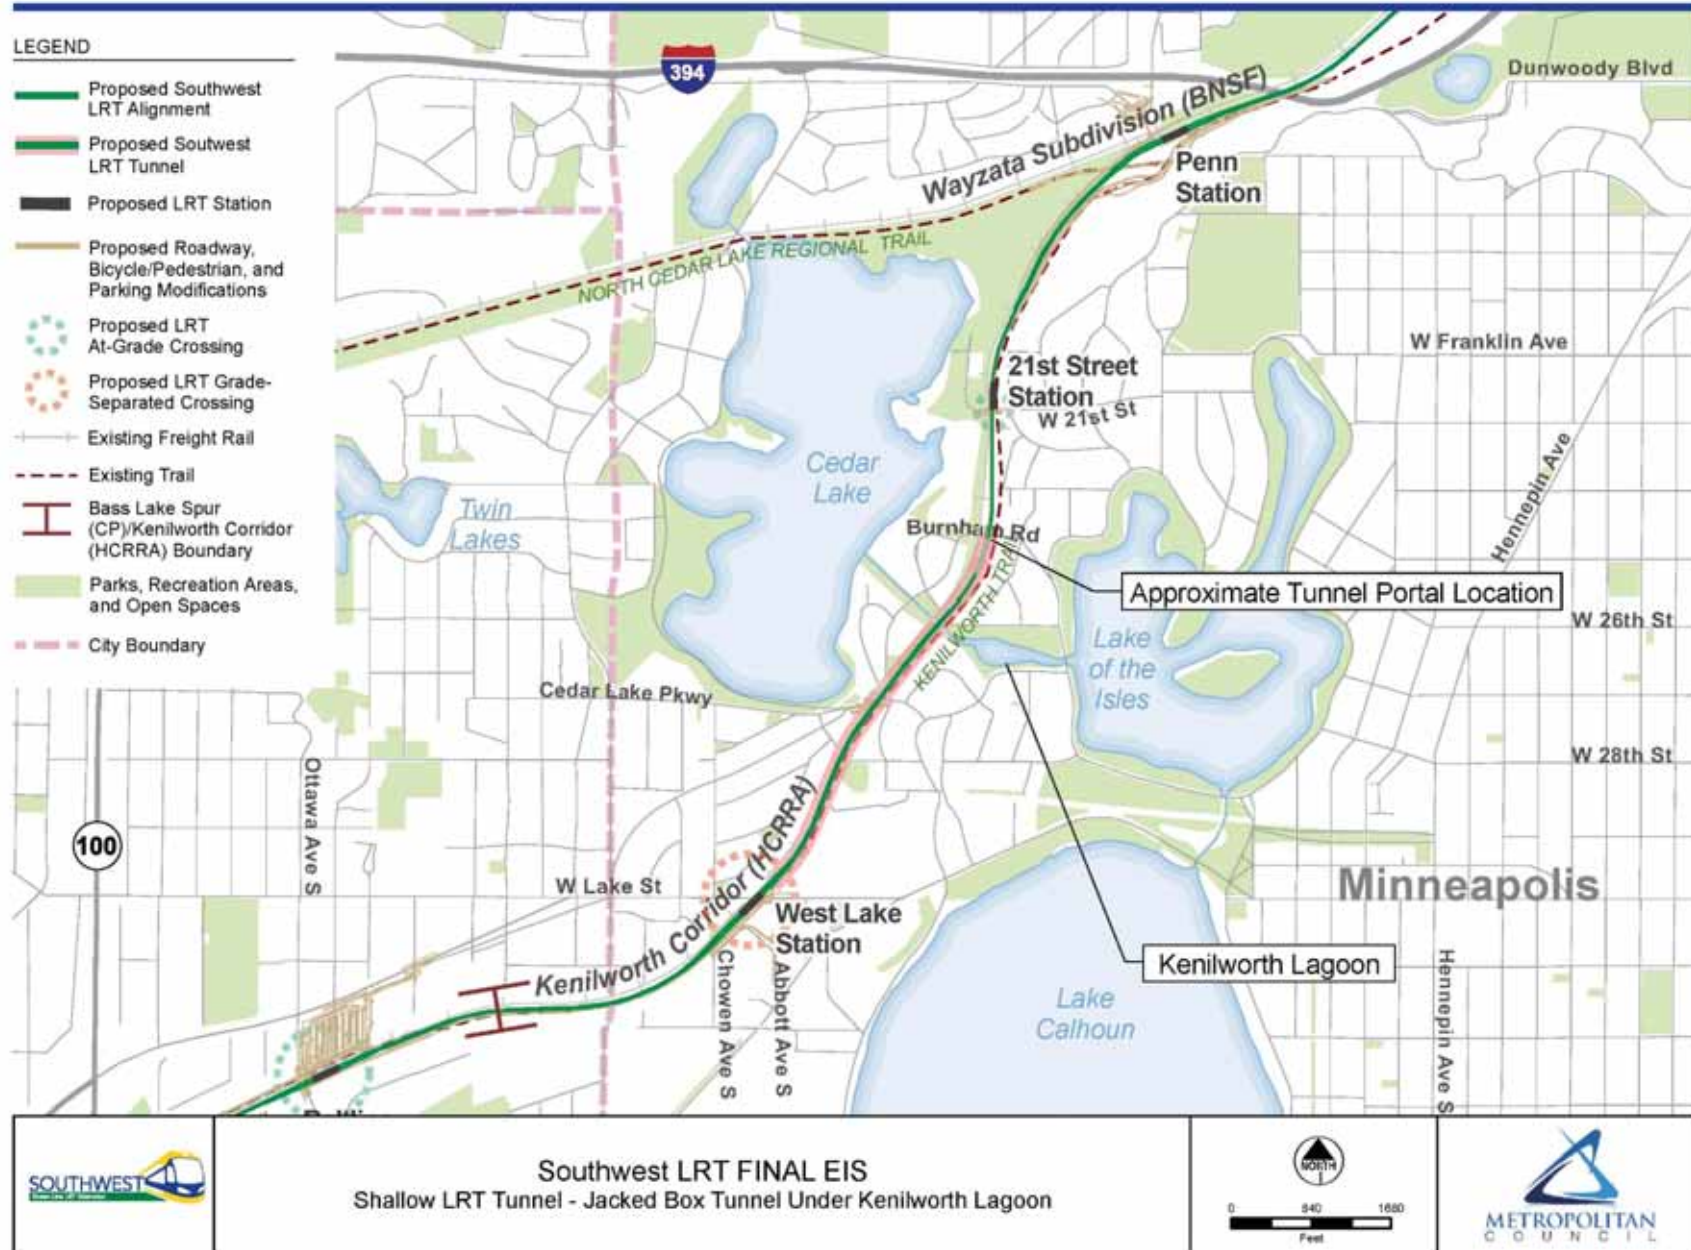 LEGEND
Proposed Southwest
LRT Alignment
Proposed Soutwest
LRT Tunnel
Proposed LRT Station
Proposed Roadway,
Bicycle/Pedestrian, and
Parking Modifications
Proposed LRT
At-Grade Crossing
Proposed LRT Grade-
Separated Crossing
Existing Freight Rail
Existing Trail
Bass Lake Spur
(CP)/Kenilworth Corridor
(HCRRA) Boundary
Parks, Recreation Areas,
and Open Spaces
City Boundary
394
Dunwoody Blvd
Wayzata Subdivision (BNSF)
Penn
Station
NORTH CEDAR LAKE REGIONAL TRAIL
W Franklin Ave
21st Street
Station
W 21st St
Cedar
Lake
Twin
Lakes
Hennepin Ave
Burnham Rd
KENILWORTH TRAIL
Approximate Tunnel Portal Location
W 26th St
Lake
of the
Isles
Cedar Lake Pkwy
W 28th St
Ottawa Ave S
100
Kenilworth Corridor (HCRRA)
W Lake St
Minneapolis
West Lake
Station
Kenilworth Lagoon
Chowen Ave S
Abbott Ave S
Lake
Calhoun
Hennepin Ave S
SOUTHWEST
Southwest LRT FINAL EIS
Shallow LRT Tunnel - Jacked Box Tunnel Under Kenilworth Lagoon
NORTH
0 840 1680
Feet
METROPOLITAN
COUNCIL